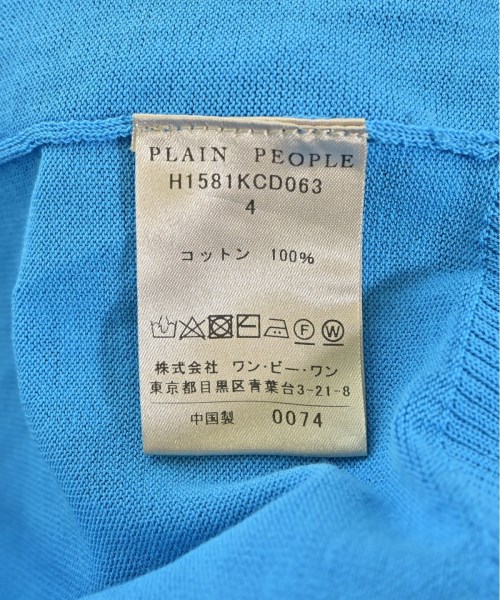 PLAIN PEOPLE
H1581KCD063
4
コットン 100%
F W
株式会社 ワン・ビー・ワン
東京都目黒区青葉台3-21-8
中国製 0074